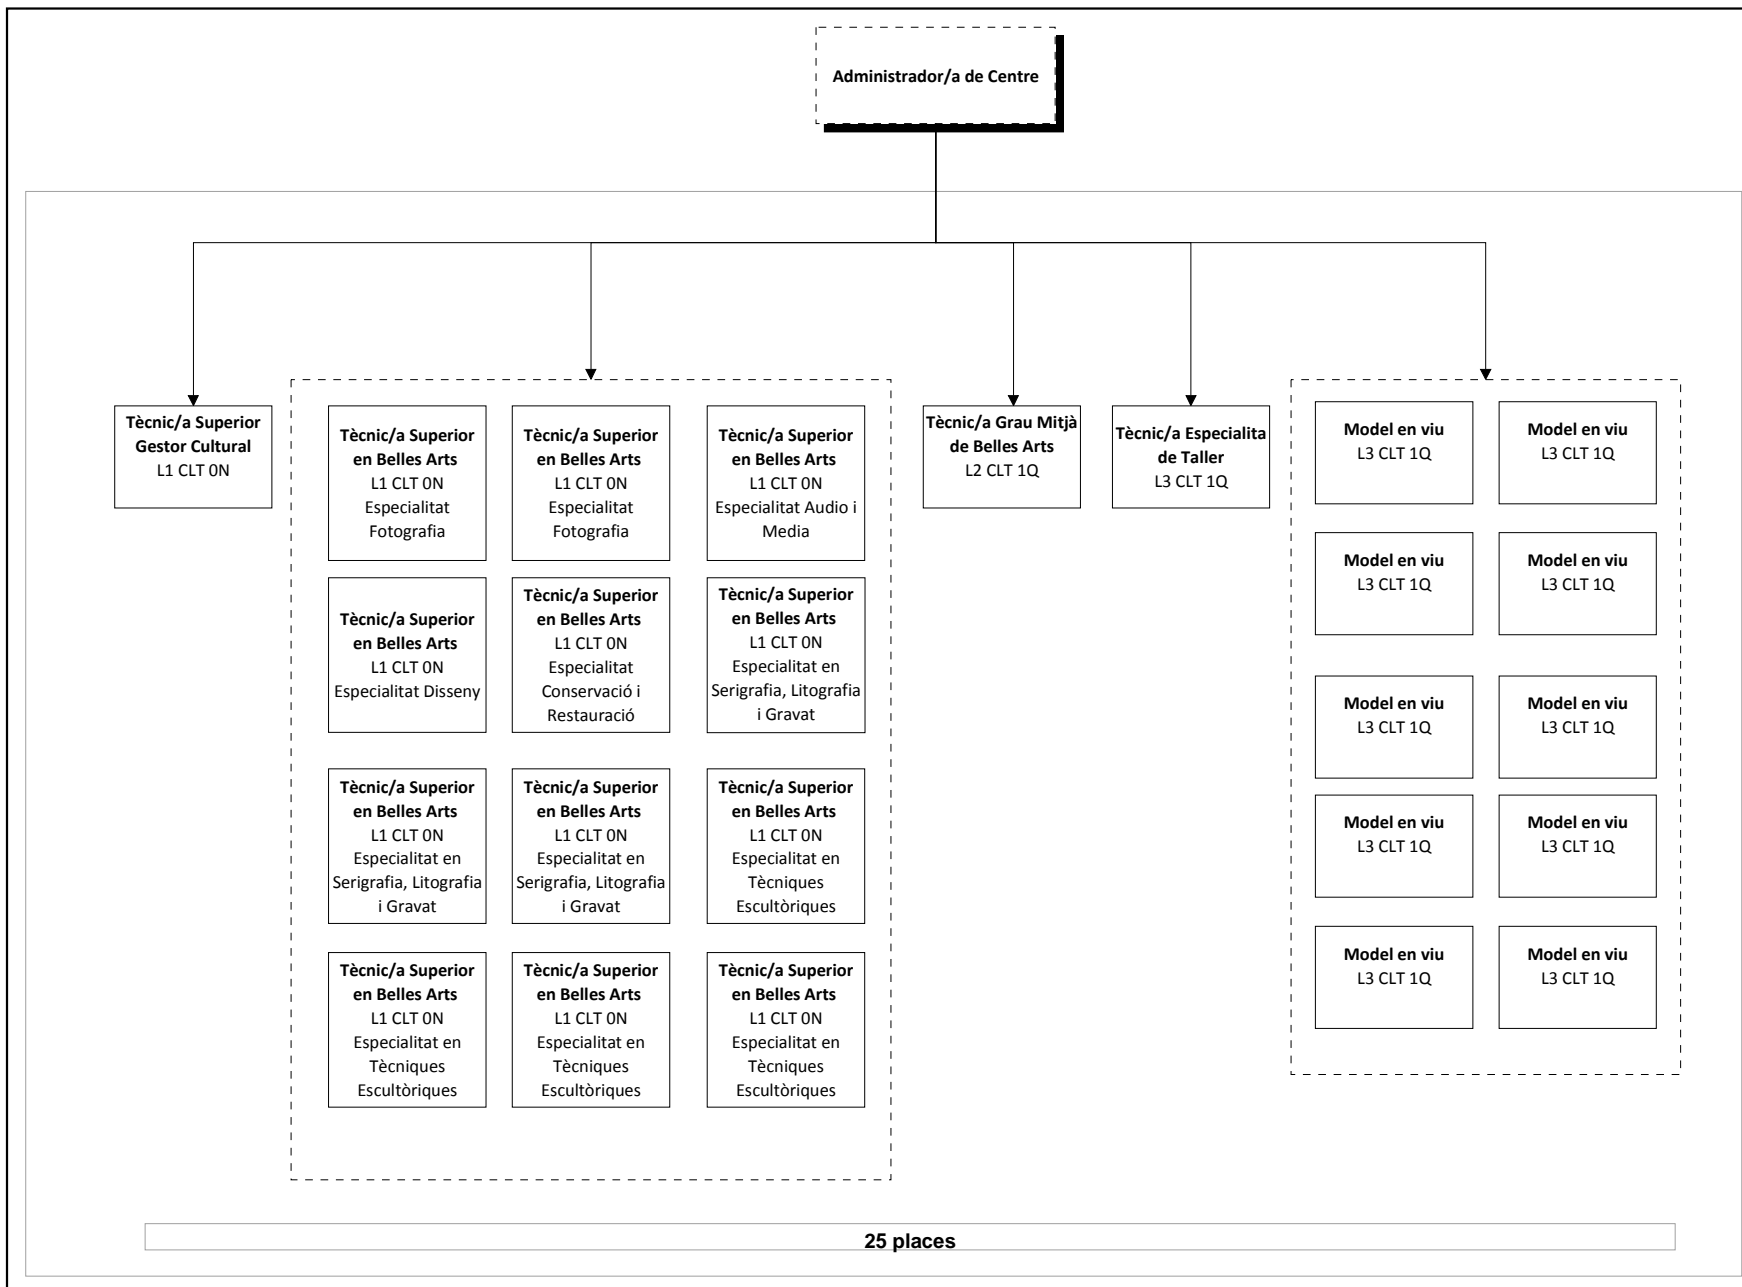 Administrador/a de Centre
Tècnic/a Superior
Gestor Cultural
L1 CLT 0N
Tècnic/a Superior
en Belles Arts
L1 CLT 0N
Especialitat
Fotografia
Tècnic/a Superior
en Belles Arts
L1 CLT 0N
Especialitat
Fotografia
Tècnic/a Superior
en Belles Arts
L1 CLT 0N
Especialitat Audio i
Media
Tècnic/a Superior
en Belles Arts
L1 CLT 0N
Especialitat Disseny
Tècnic/a Superior
en Belles Arts
L1 CLT 0N
Especialitat
Conservació i
Restauració
Tècnic/a Superior
en Belles Arts
L1 CLT 0N
Especialitat en
Serigrafia, Litografia
i Gravat
Tècnic/a Superior
en Belles Arts
L1 CLT 0N
Especialitat en
Serigrafia, Litografia
i Gravat
Tècnic/a Superior
en Belles Arts
L1 CLT 0N
Especialitat en
Serigrafia, Litografia
i Gravat
Tècnic/a Superior
en Belles Arts
L1 CLT 0N
Especialitat en
Tècniques
Escultòriques
Tècnic/a Superior
en Belles Arts
L1 CLT 0N
Especialitat en
Tècniques
Escultòriques
Tècnic/a Superior
en Belles Arts
L1 CLT 0N
Especialitat en
Tècniques
Escultòriques
Tècnic/a Superior
en Belles Arts
L1 CLT 0N
Especialitat en
Tècniques
Escultòriques
Tècnic/a Grau Mitjà
de Belles Arts
L2 CLT 1Q
Tècnic/a Especialita
de Taller
L3 CLT 1Q
Model en viu
L3 CLT 1Q
Model en viu
L3 CLT 1Q
Model en viu
L3 CLT 1Q
Model en viu
L3 CLT 1Q
Model en viu
L3 CLT 1Q
Model en viu
L3 CLT 1Q
Model en viu
L3 CLT 1Q
Model en viu
L3 CLT 1Q
Model en viu
L3 CLT 1Q
Model en viu
L3 CLT 1Q
25 places